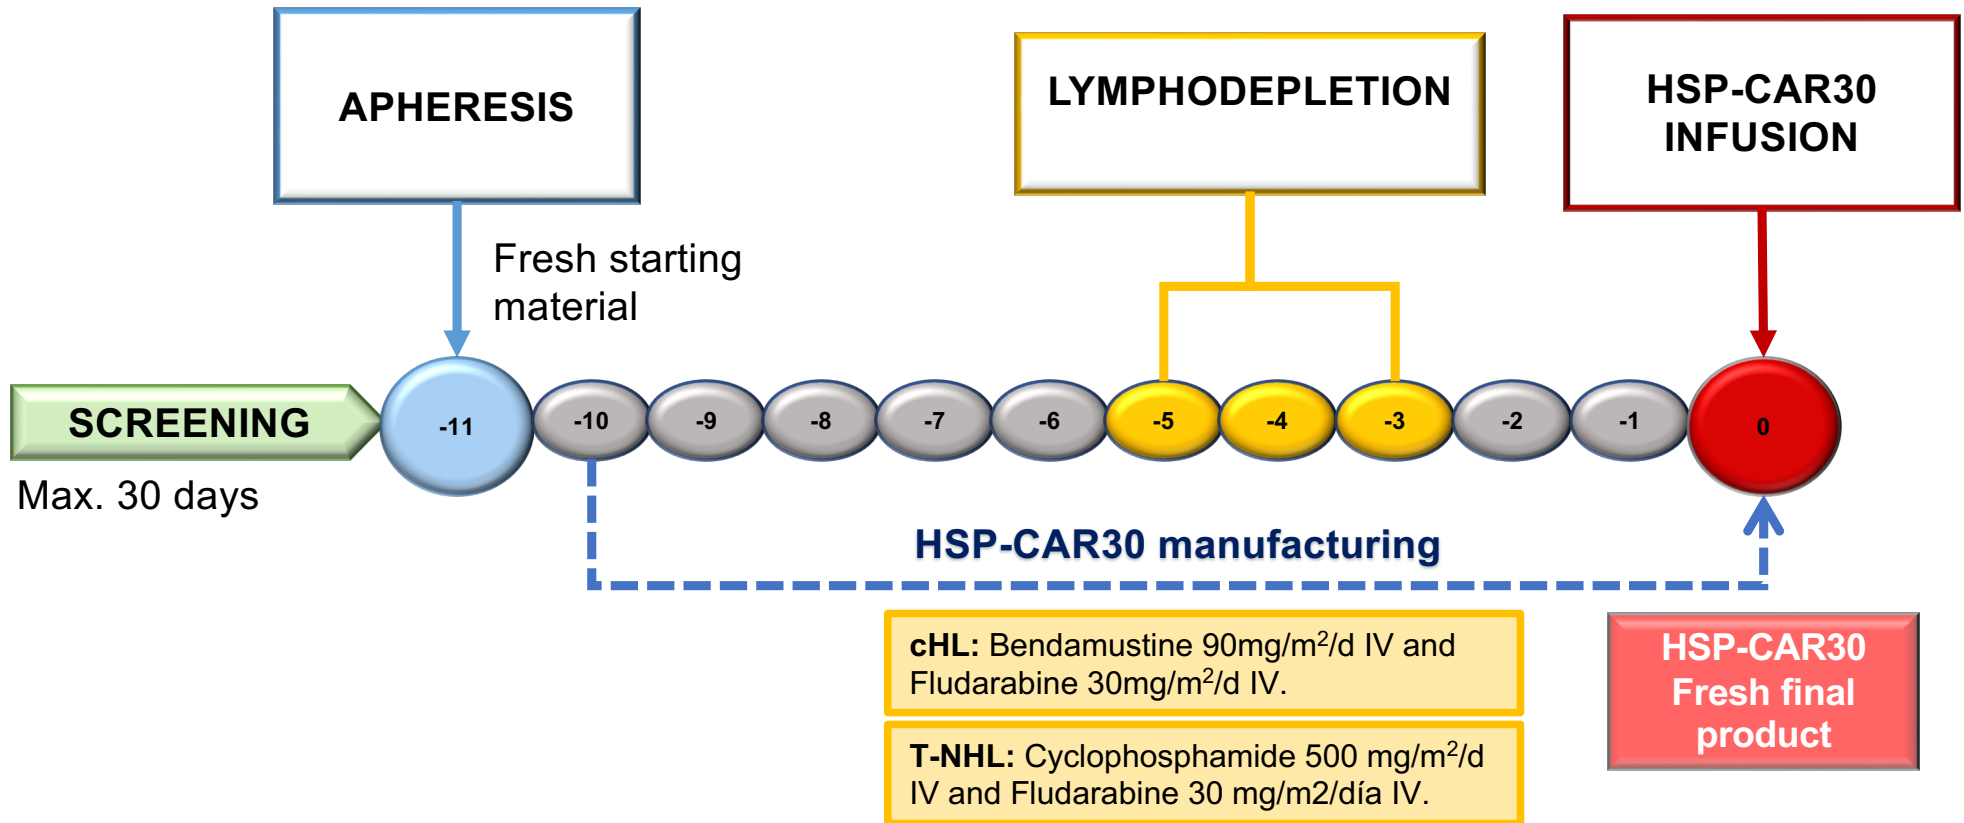 APHERESIS
LYMPHODEPLETION
HSP-CAR30
INFUSION
Fresh starting
material
SCREENING
Max. 30 days
-11
-10
-9
-8
-7
-6
-5
-4
-3
-2
-1
0
HSP-CAR30 manufacturing
cHL: Bendamustine 90mg/m²/d IV and
Fludarabine 30mg/m²/d IV.
T-NHL: Cyclophosphamide 500 mg/m²/d
IV and Fludarabine 30 mg/m2/día IV.
HSP-CAR30
Fresh final
product